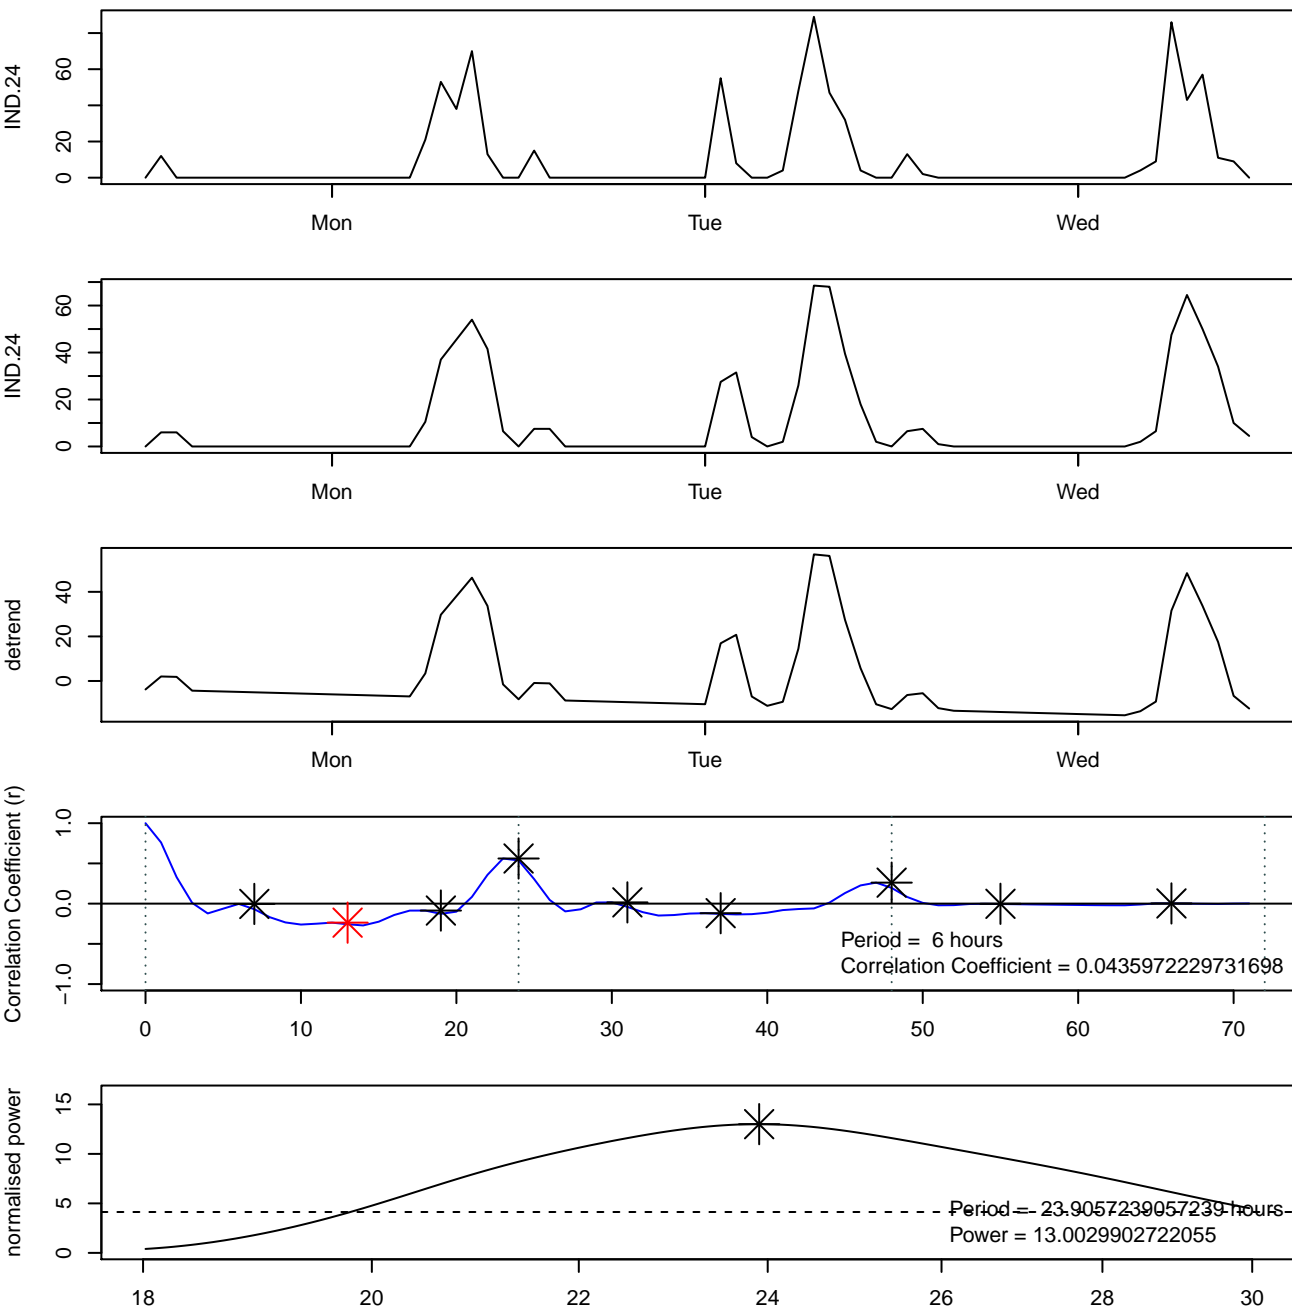 IND.24
0 20 60
Mon Tue Wed
IND.24
0 20 40 60
Mon Tue Wed
detrend
0 20 40
Mon Tue Wed
Correlation Coefficient (r)
−1.0 0.0 1.0
Period =  6 hours
Correlation Coefficient = 0.0435972229731698
0 10 20 30 40 50 60 70
normalised power
0 5 10 15
Period = 23.9057239057239 hours
Power = 13.0029902722055
18 20 22 24 26 28 30